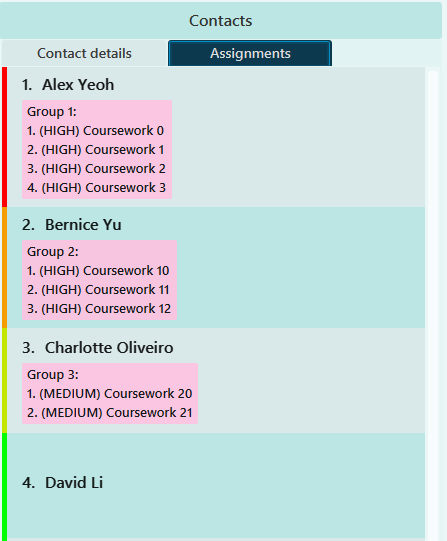 Contacts
Contact details
Assignments
1. Alex Yeoh
Group 1:
1. (HIGH) Coursework 0
2. (HIGH) Coursework 1
3. (HIGH) Coursework 2
4. (HIGH) Coursework 3
2. Bernice Yu
Group 2:
1. (HIGH) Coursework 10
2. (HIGH) Coursework 11
3. (HIGH) Coursework 12
3. Charlotte Oliveiro
Group 3:
1. (MEDIUM) Coursework 20
2. (MEDIUM) Coursework 21
4. David Li